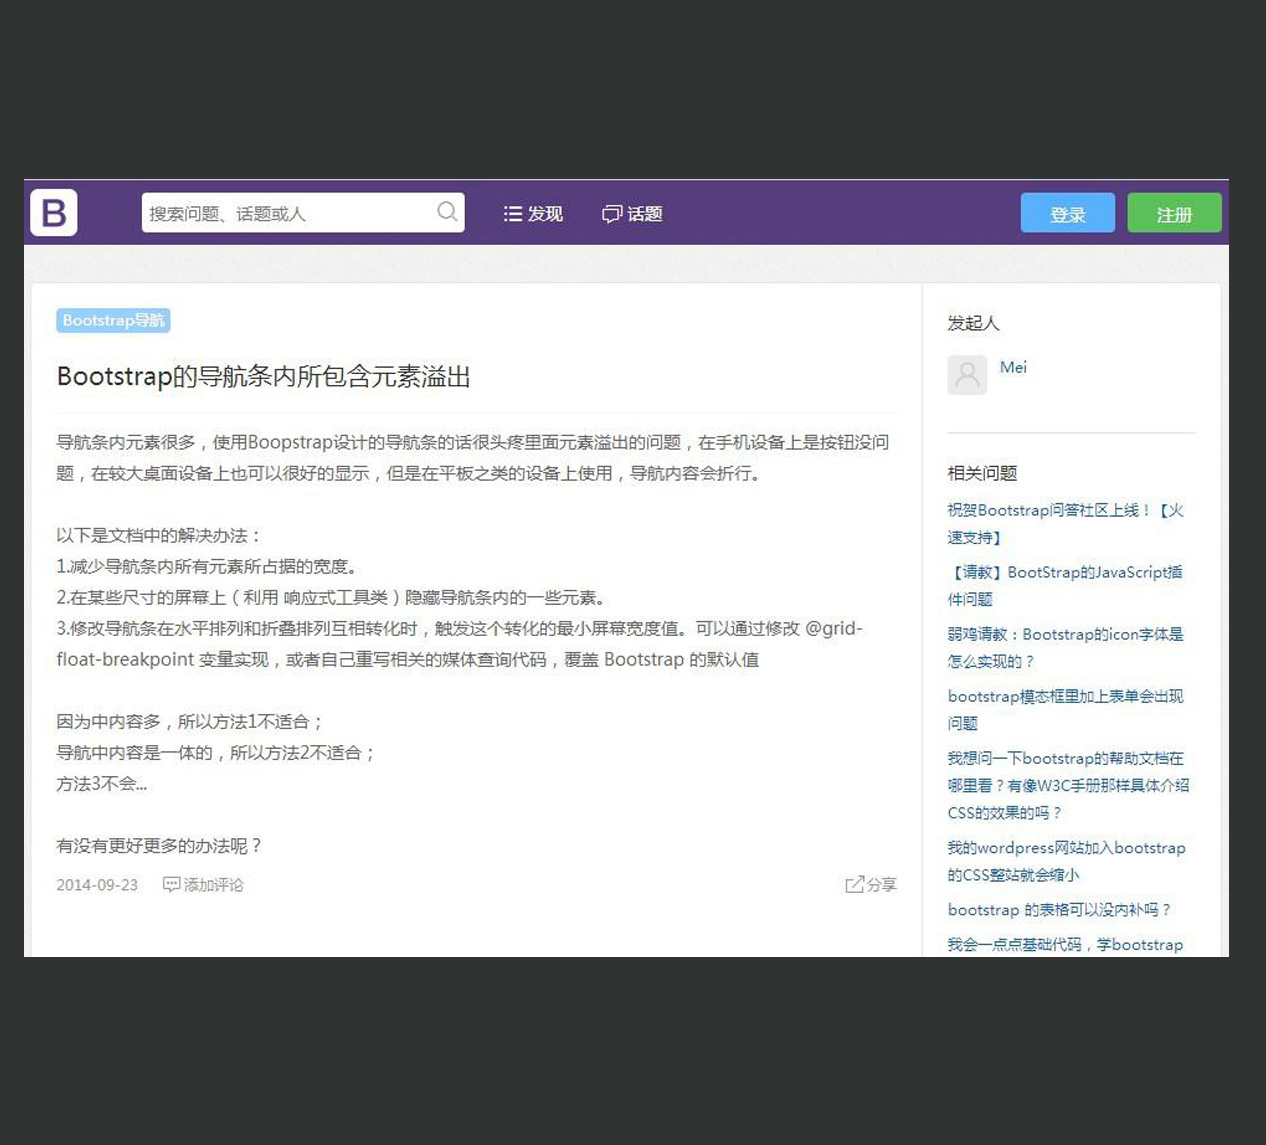 B
搜索问题、话题或人
发现
话题
登录
注册
Bootstrap导航
Bootstrap的导航条内所包含元素溢出
导航条内元素很多，使用Boopstrap设计的导航条的话很头疼里面元素溢出的问题，在手机设备上是按钮没问
题，在较大桌面设备上也可以很好的显示，但是在平板之类的设备上使用，导航内容会折行。
以下是文档中的解决办法：
1.减少导航条内所有元素所占据的宽度。
2.在某些尺寸的屏幕上（利用 响应式工具类）隐藏导航条内的一些元素。
3.修改导航条在水平排列和折叠排列互相转化时，触发这个转化的最小屏幕宽度值。可以通过修改 @grid-
float-breakpoint 变量实现，或者自己重写相关的媒体查询代码，覆盖 Bootstrap 的默认值
因为中内容多，所以方法1不适合；
导航中内容是一体的，所以方法2不适合；
方法3不会...
有没有更好更多的办法呢？
2014-09-23
添加评论
分享
发起人
Mei
相关问题
祝贺Bootstrap问答社区上线！【火
速支持】
【请教】BootStrap的JavaScript插
件问题
弱鸡请教：Bootstrap的icon字体是
怎么实现的？
bootstrap模态框里加上表单会出现
问题
我想问一下bootstrap的帮助文档在
哪里看？有像W3C手册那样具体介绍
CSS的效果的吗？
我的wordpress网站加入bootstrap
的CSS整站就会缩小
bootstrap 的表格可以没内补吗？
我会一点点基础代码，学bootstrap